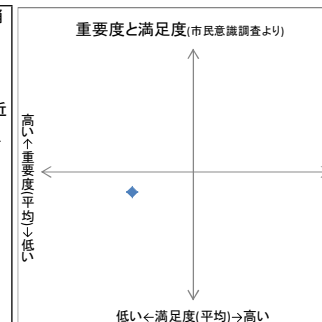 重要度と満足度(市民意識調査より)
近
高い←重要度(平均)→低い
低い←満足度(平均)→高い